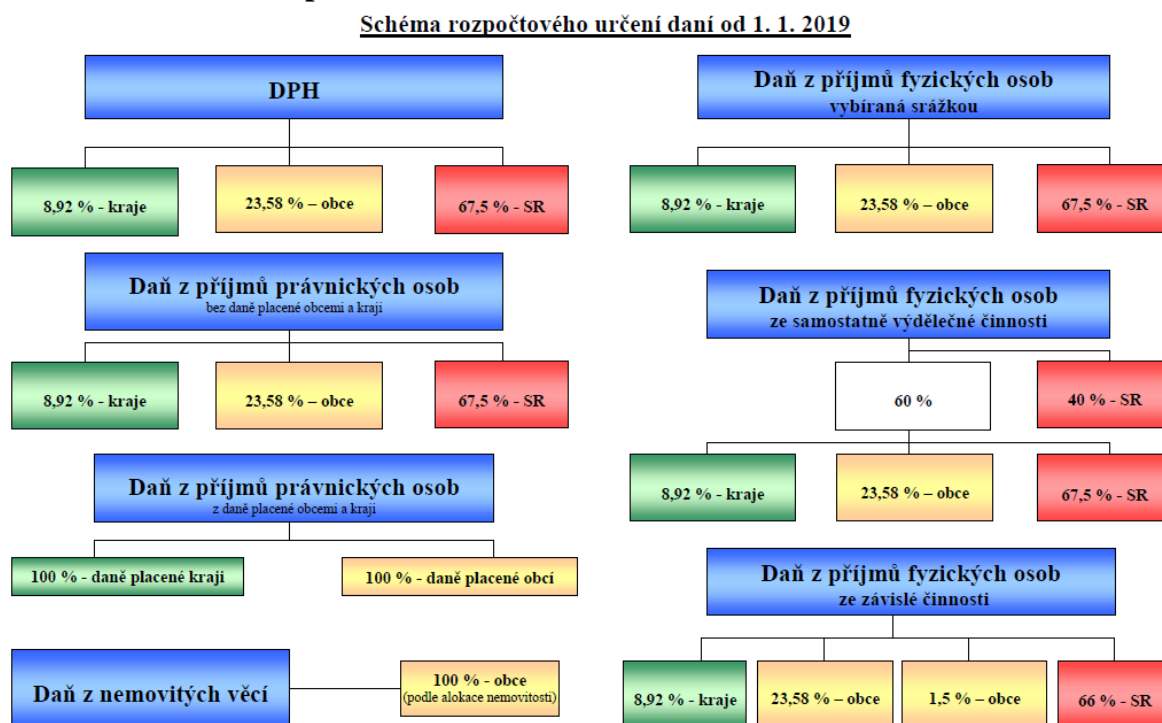 Schéma rozpočtového určení daní od 1. 1. 2019
DPH
8,92 % - kraje
23,58 % – obce
67,5 % - SR
Daň z příjmů právnických osob
bez daně placené obcemi a kraji
8,92 % - kraje
23,58 % – obce
67,5 % - SR
Daň z příjmů právnických osob
z daně placené obcemi a kraji
100 % - daně placené kraji
100 % - daně placené obcí
Daň z nemovitých věcí
100 % - obce
(podle alokace nemovitosti)
Daň z příjmů fyzických osob
vybíraná srážkou
8,92 % - kraje
23,58 % – obce
67,5 % - SR
Daň z příjmů fyzických osob
ze samostatně výdělečné činnosti
60 %
40 % - SR
8,92 % - kraje
23,58 % – obce
67,5 % - SR
Daň z příjmů fyzických osob
ze závislé činnosti
8,92 % - kraje
23,58 % – obce
1,5 % – obce
66 % - SR